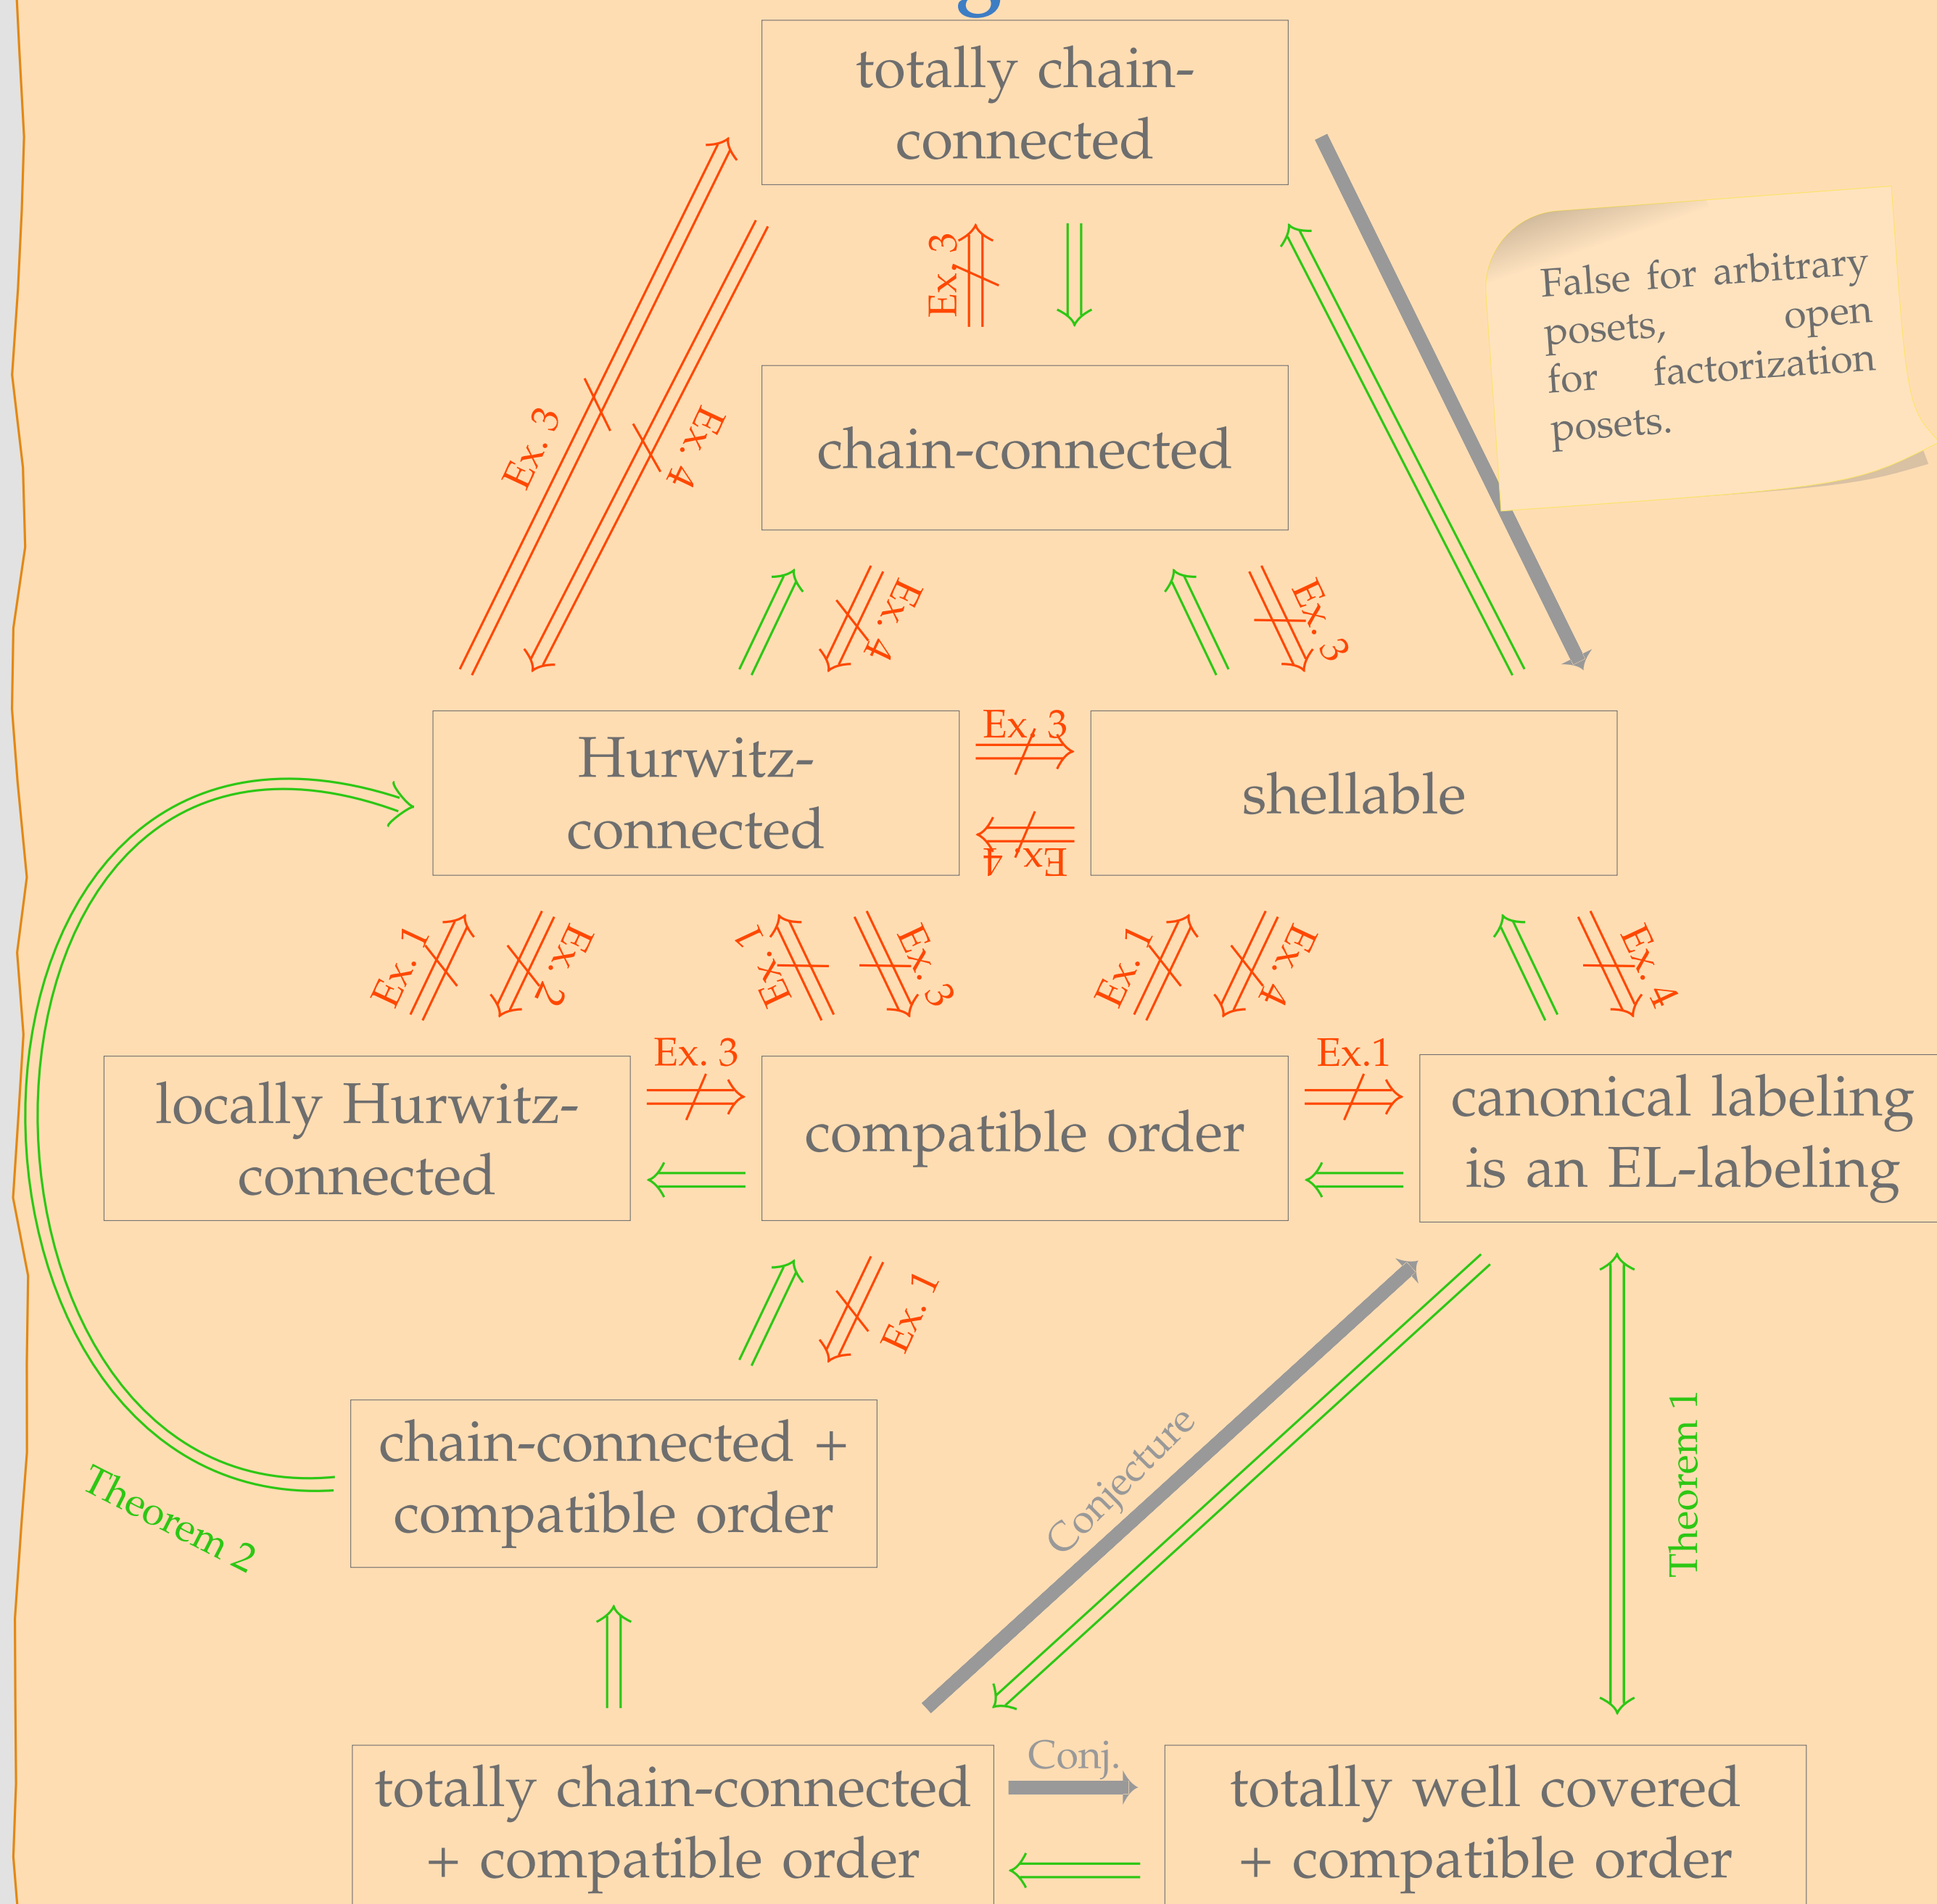 totally chain-
connected
Ex. 3
False for arbitrary
posets, open
for factorization
posets.
Ex. 3
Ex. 4
chain-connected
Ex. 4
Ex. 3
Hurwitz-
connected
Ex. 3
Ex. 4
shellable
Ex. 1
Ex. 2
Ex. 1
Ex. 3
Ex. 1
Ex. 4
Ex. 4
locally Hurwitz-
connected
Ex. 3
compatible order
Ex.1
canonical labeling
is an EL-labeling
Ex. 1
chain-connected +
compatible order
Theorem 2
Conjecture
Theorem 1
totally chain-connected
+ compatible order
Conj.
totally well covered
+ compatible order